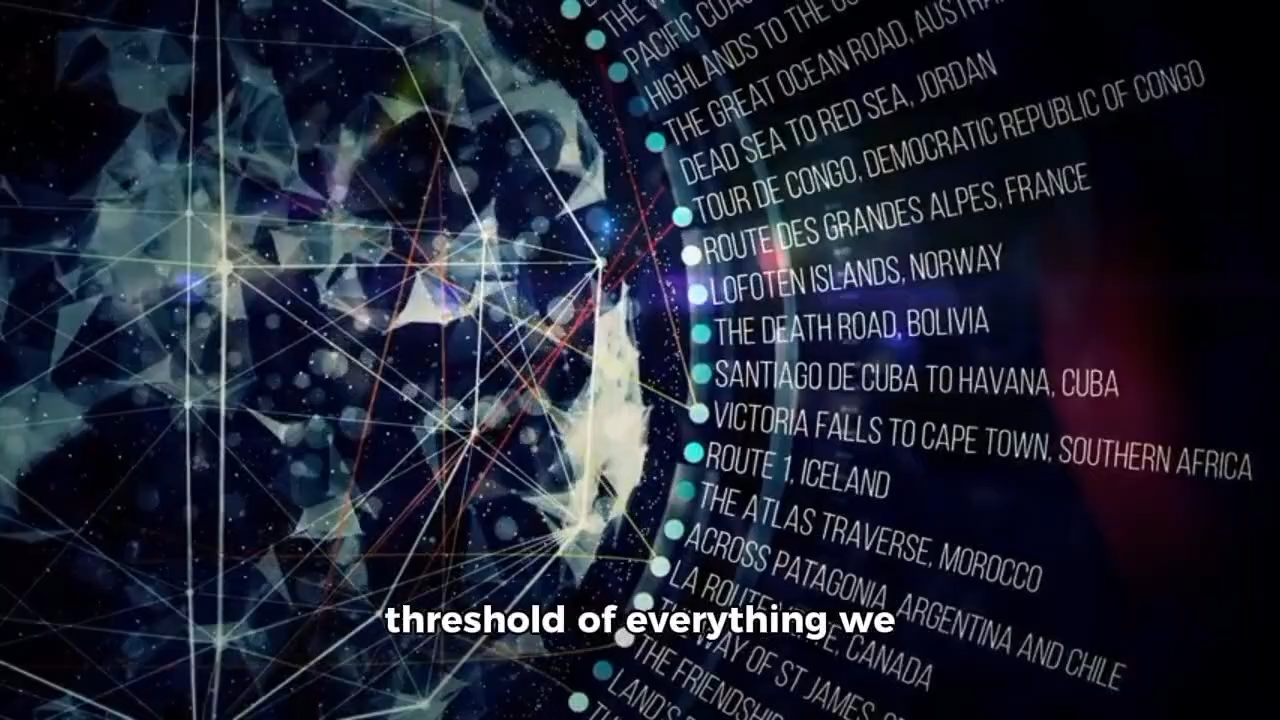 THE
PACIFIC COA
HIGHLANDS TO THE
THE GREAT OCEAN ROAD, AUSTRA
DEAD SEA TO RED SEA, JORDAN
TOUR DE CONGO, DEMOCRATIC REPUBLIC OF CONGO
ROUTE DES GRANDES ALPES, FRANCE
LOFOTEN ISLANDS, NORWAY
THE DEATH ROAD, BOLIVIA
SANTIAGO DE CUBA TO HAVANA, CUBA
VICTORIA FALLS TO CAPE TOWN, SOUTHERN AFRICA
ROUTE 1, ICELAND
THE ATLAS TRAVERSE, MOROCCO
ACROSS PATAGONIA, ARGENTINA AND CHILE
LA ROUTE CANADA
WAY OF ST JAMES,
THE FRIENDSHIP
LAND'S
threshold of everything we